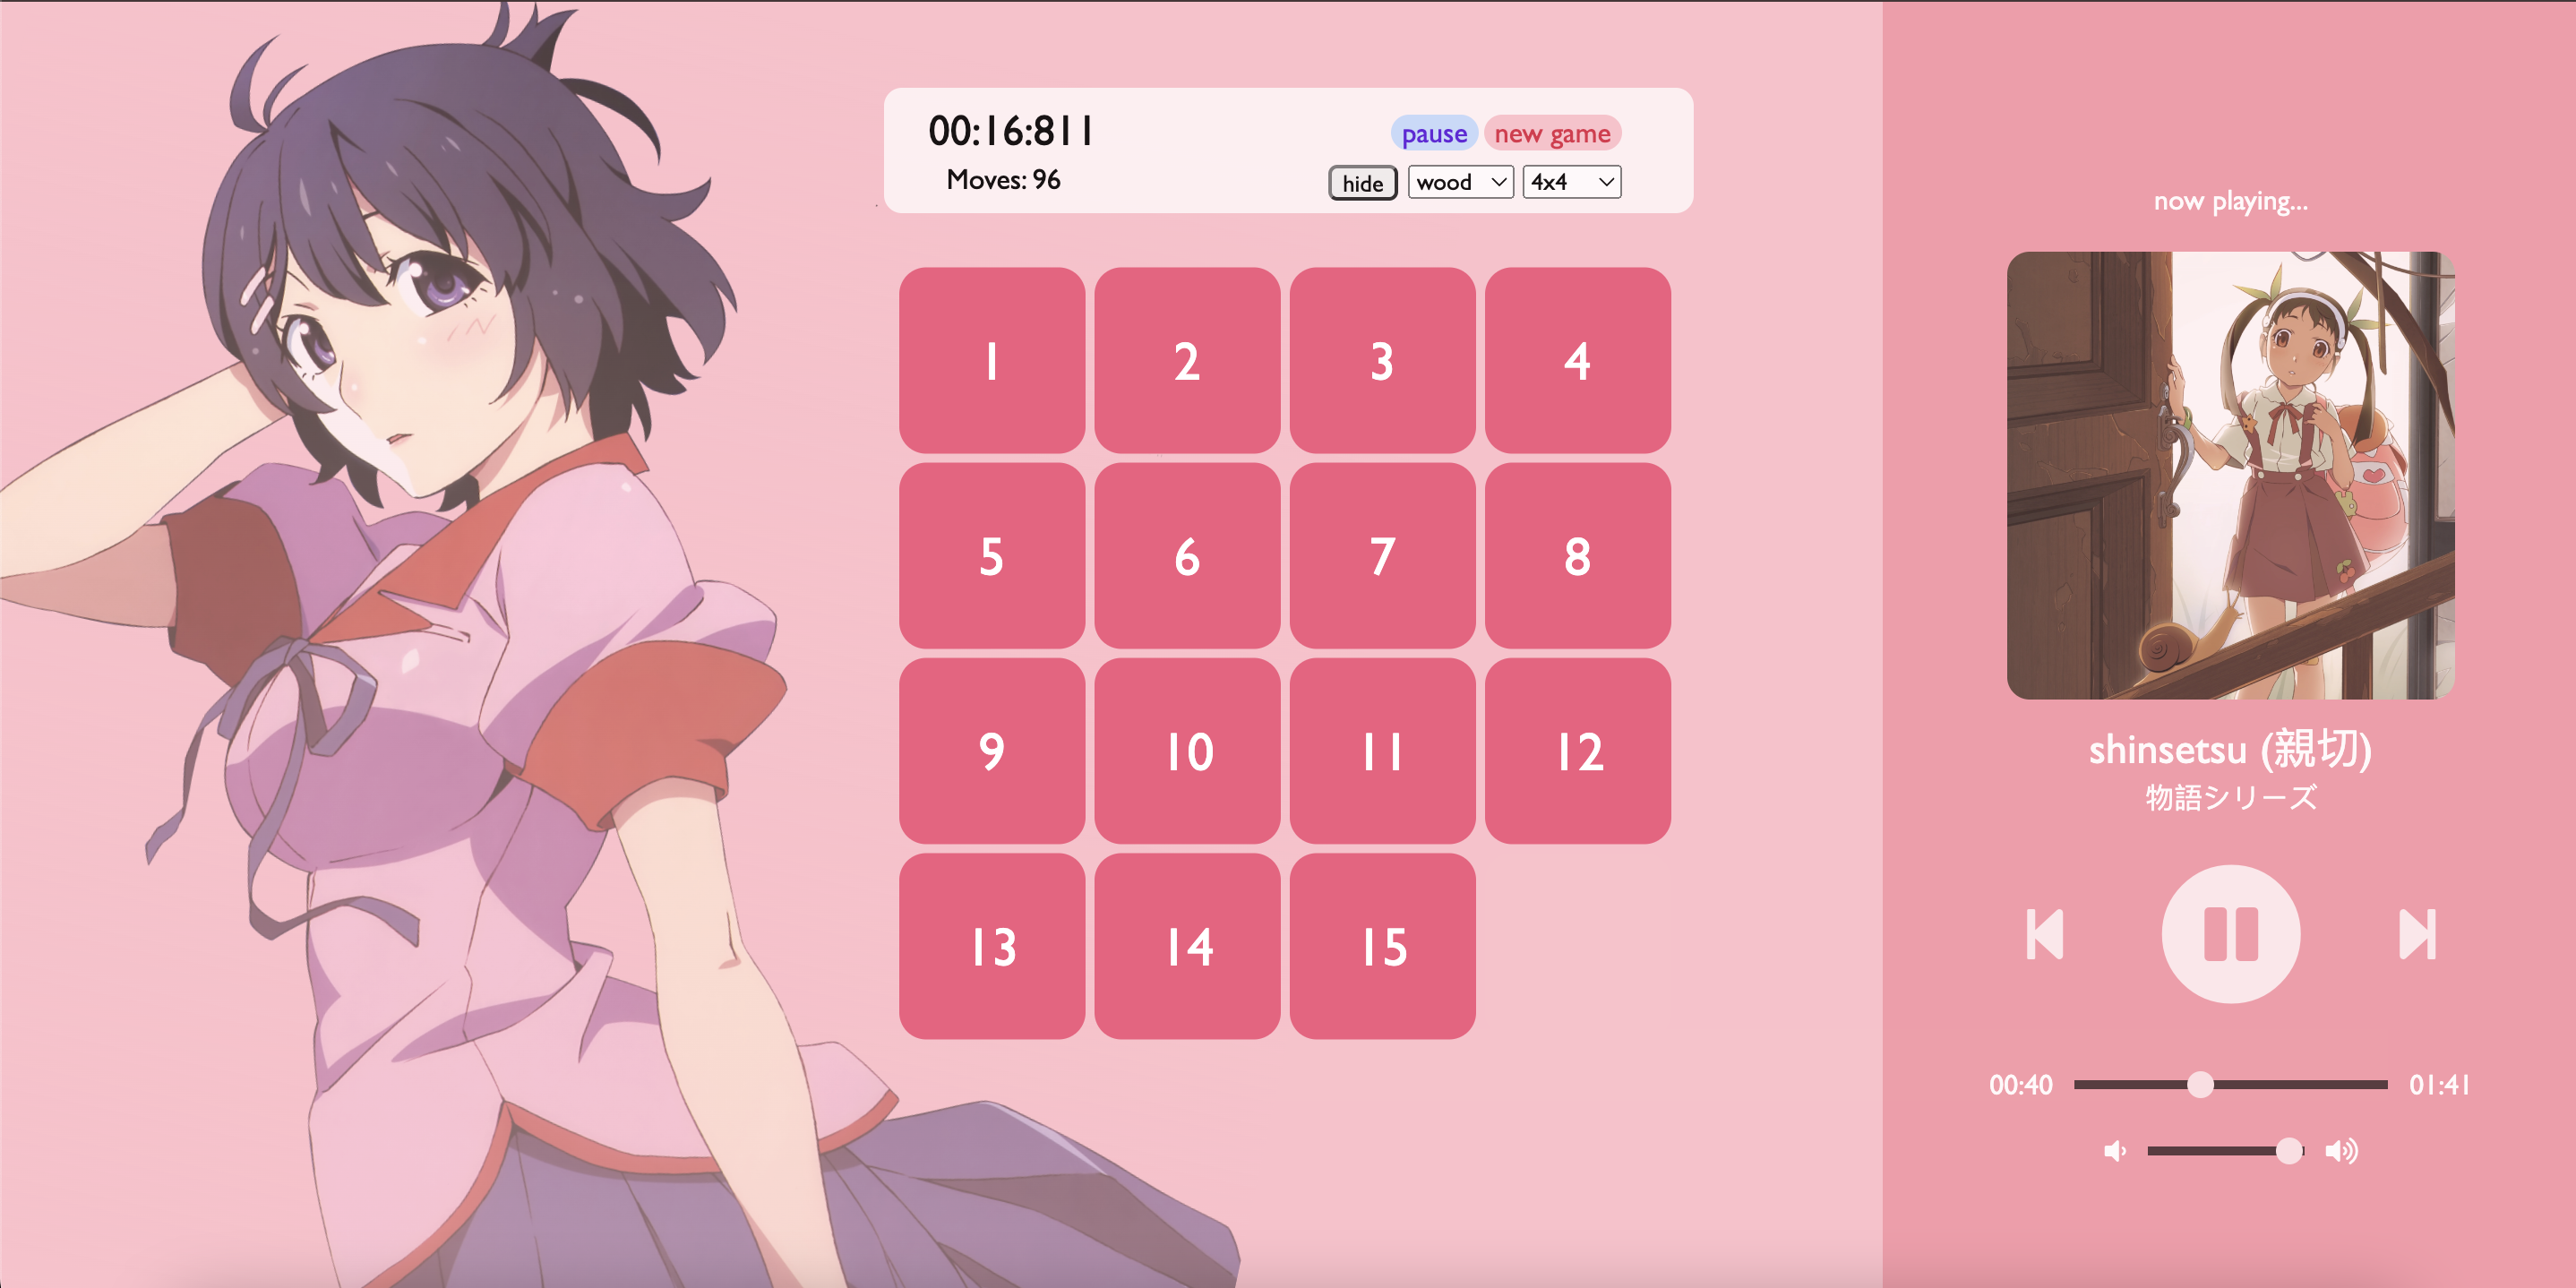 00:16:811
pause new game
Moves: 96
hide wood 4x4
1 2 3 4
5 6 7 8
9 10 11 12
13 14 15
now playing...
shinsetsu (親切)
物語シリーズ
00:40 01:41